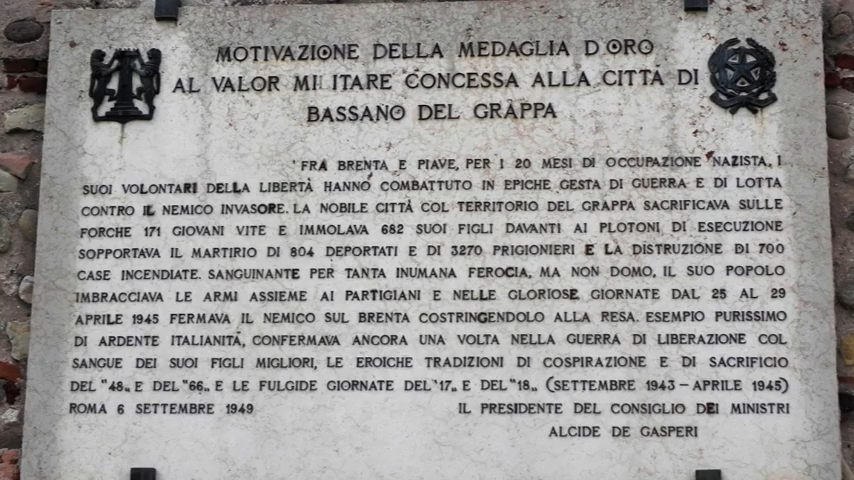 MOTIVAZIONE DELLA MEDAGLIA D'ORO
AL VALOR MILITARE CONCESSA ALLA CITTÀ DI
BASSANO DEL GRAPPA
"FRA BRENTA E PIAVE, PER I 20 MESI DI OCCUPAZIONE NAZISTA, I
SUOI VOLONTARI DELLA LIBERTÀ HANNO COMBATTUTO IN EPICHE GESTA DI GUERRA E DI LOTTA
CONTRO IL NEMICO INVASORE. LA NOBILE CITTÀ COL TERRITORIO DEL GRAPPA SACRIFICAVA SULLE
FORCHE 171 GIOVANI VITE E IMMOLAVA 682 SUOI FIGLI DAVANTI AI PLOTONI DI ESECUZIONE
SOPPORTAVA IL MARTIRIO DI 804 DEPORTATI E DI 3270 PRIGIONIERI E LA DISTRUZIONE DI 700
CASE INCENDIATE. SANGUINANTE PER TANTA INUMANA FEROCIA, MA NON DOMO, IL SUO POPOLO
IMBRACCIAVA LE ARMI ASSIEME AI PARTIGIANI E NELLE GLORIOSE GIORNATE DAL 25 AL 29
APRILE 1945 FERMAVA IL NEMICO SUL BRENTA COSTRINGENDOLO ALLA RESA. ESEMPIO PURISSIMO
DI ARDENTE ITALIANITÀ, CONFERMAVA ANCORA UNA VOLTA NELLA GUERRA DI LIBERAZIONE COL
SANGUE DEI SUOI FIGLI MIGLIORI, LE EROICHE TRADIZIONI DI COSPIRAZIONE E DI SACRIFICIO
DEL "48„ E DEL "66„ E LE FULGIDE GIORNATE DEL "17„ E DEL "18„ (SETTEMBRE 1943 – APRILE 1945)
ROMA 6 SETTEMBRE 1949 IL PRESIDENTE DEL CONSIGLIO DEI MINISTRI
ALCIDE DE GASPERI